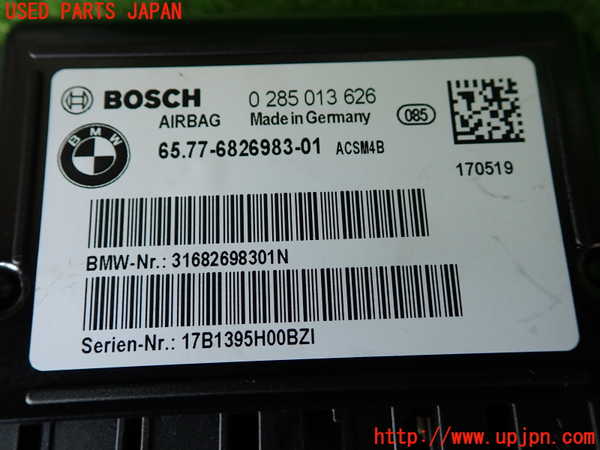 USED PARTS JAPAN
BOSCH
0 285 013 626
AIRBAG
Made in Germany
085
BMW
65.77-6826983-01 ACSM4B
170519
BMW-Nr.: 31682698301N
Serien-Nr.: 17B1395H00BZI
http://www.upjpn.com/